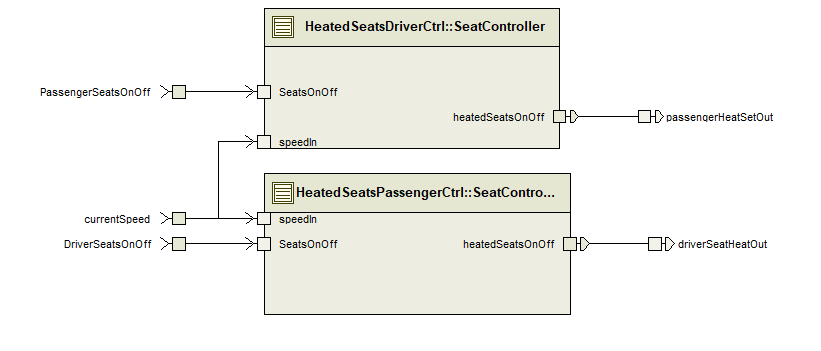 HeatedSeatsDriverCtrl::SeatController
PassengerSeatsOnOff
SeatsOnOff
heatedSeatsOnOff
passengerHeatSetOut
speedIn
HeatedSeatsPassengerCtrl::SeatContro...
currentSpeed
speedIn
DriverSeatsOnOff
SeatsOnOff
heatedSeatsOnOff
driverSeatHeatOut